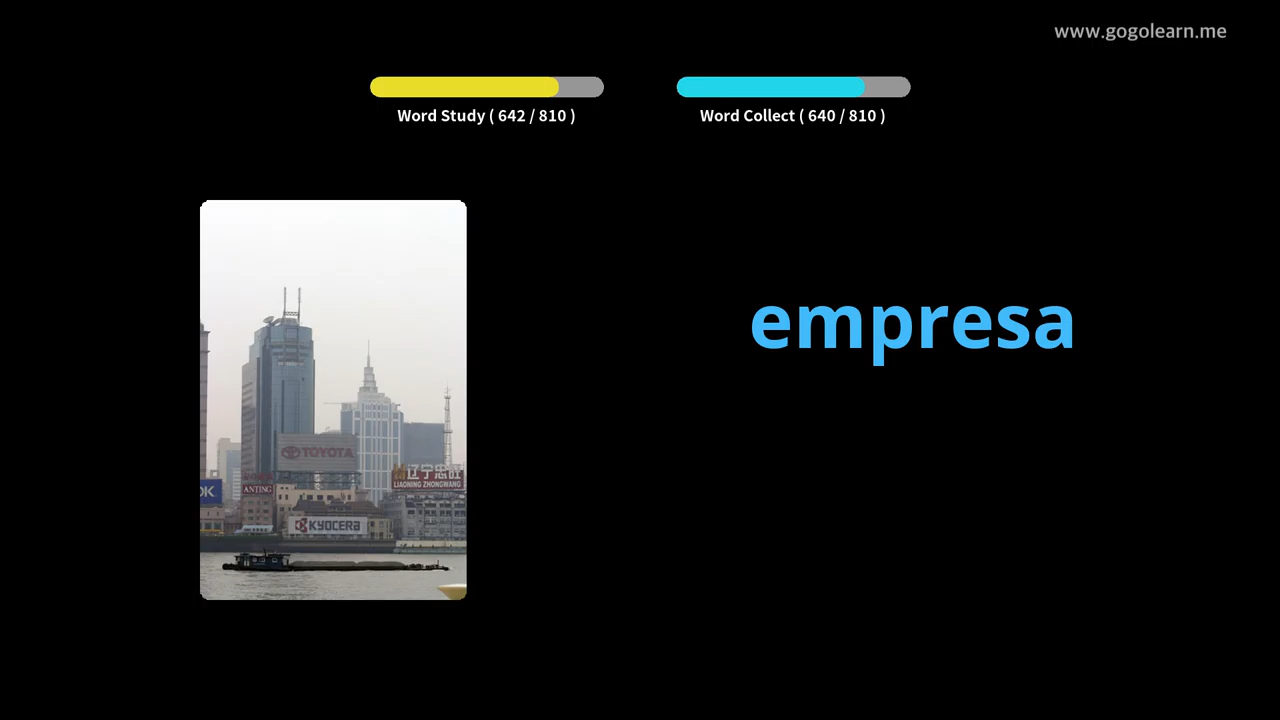 www.gogolearn.me
Word Study ( 642 / 810 )
Word Collect ( 640 / 810 )
empresa
TOYOTA
辽宁忠旺
LIAONING ZHONGWANG
ANTING
KYOCERA